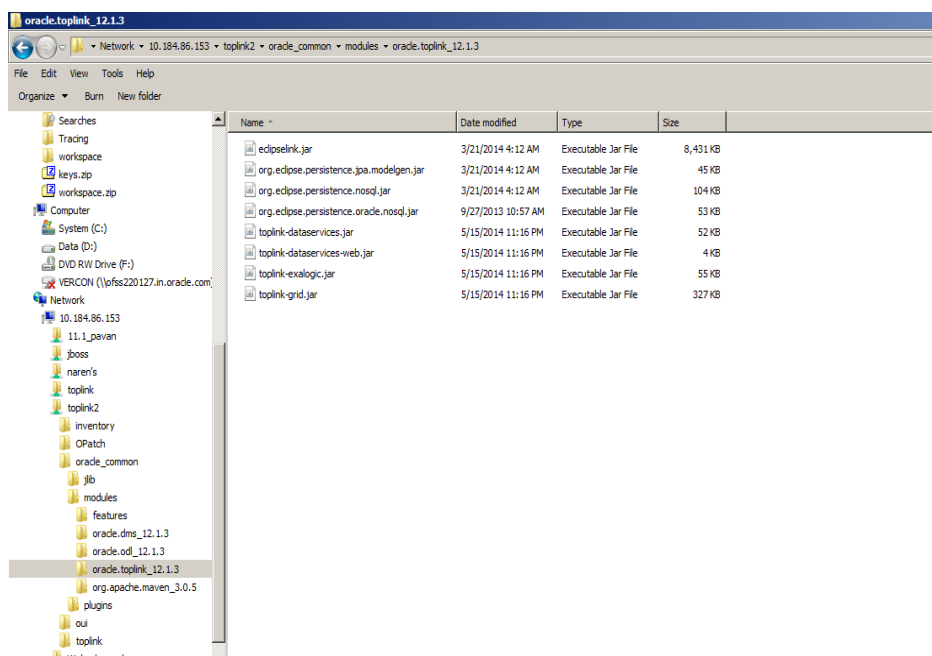 oracle.toplink_12.1.3
Network 10.184.86.153 toplink2 oracle_common modules oracle.toplink_12.1.3
File Edit View Tools Help
Organize Burn New folder
Searches
Tracing
workspace
keys.zip
workspace.zip
Computer
System (C:)
Data (D:)
DVD RW Drive (F:)
VERCON (\\ofss220127.in.oracle.com)
Network
10.184.86.153
11.1_pavan
jboss
naren's
toplink
toplink2
inventory
OPatch
oracle_common
jlib
modules
features
oracle.dms_12.1.3
oracle.odl_12.1.3
oracle.toplink_12.1.3
org.apache.maven_3.0.5
plugins
oui
toplink
Name Date modified Type Size
eclipselink.jar 3/21/2014 4:12 AM Executable Jar File 8,431 KB
org.eclipse.persistence.jpa.modelgen.jar 3/21/2014 4:12 AM Executable Jar File 45 KB
org.eclipse.persistence.nosql.jar 3/21/2014 4:12 AM Executable Jar File 104 KB
org.eclipse.persistence.oracle.nosql.jar 9/27/2013 10:57 AM Executable Jar File 53 KB
toplink-dataservices.jar 5/15/2014 11:16 PM Executable Jar File 52 KB
toplink-dataservices-web.jar 5/15/2014 11:16 PM Executable Jar File 4 KB
toplink-exalogic.jar 5/15/2014 11:16 PM Executable Jar File 55 KB
toplink-grid.jar 5/15/2014 11:16 PM Executable Jar File 327 KB